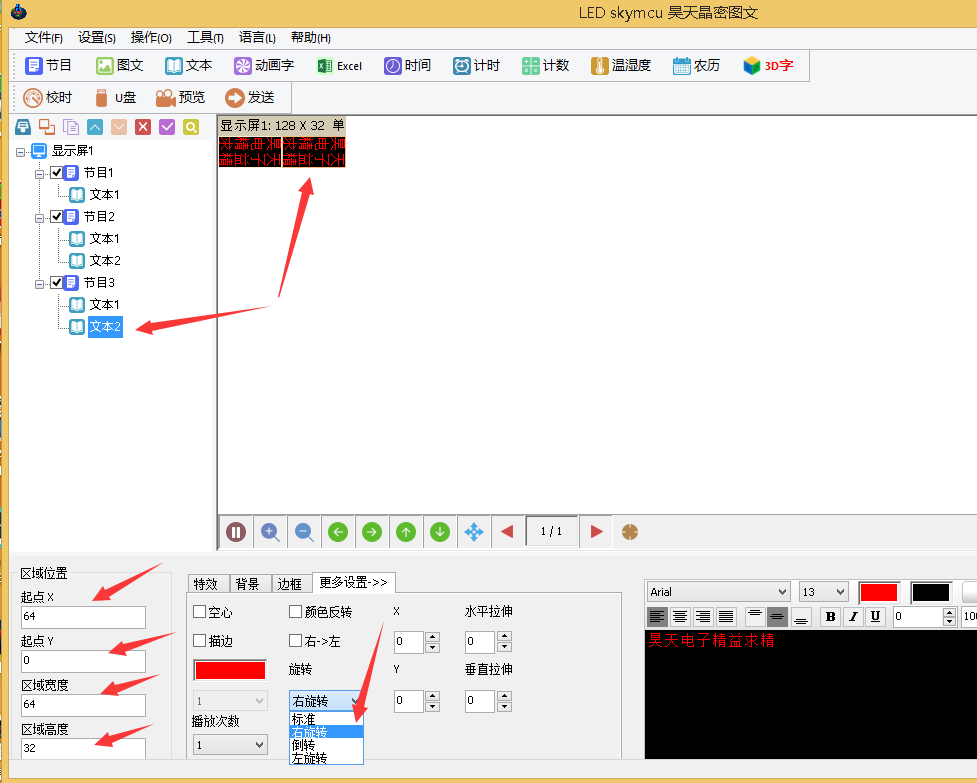 LED skymcu 昊天晶密图文
文件(F) 设置(S) 操作(O) 工具(T) 语言(L) 帮助(H)
节目 图文 文本 动画字 Excel 时间 计时 计数 温湿度 农历 3D字
校时 U盘 预览 发送
显示屏1: 128 X 32 单
显示屏1
节目1
文本1
节目2
文本1
文本2
节目3
文本1
文本2
1 / 1
区域位置
起点 X
64
起点 Y
0
区域宽度
64
区域高度
32
特效 背景 边框 更多设置->>
空心 颜色反转 X 水平拉伸
描边 右->左 0 0
旋转 Y 垂直拉伸
1 右旋转 0 0
播放次数 标准
右旋转
1 倒转
左旋转
Arial 13
B I U 0 100
昊天电子精益求精